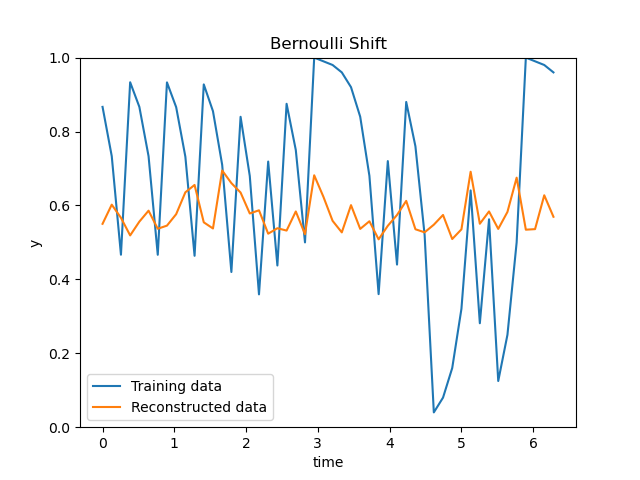 Bernoulli Shift
1.0
0.8
0.6
0.4
0.2
0.0
y
Training data
Reconstructed data
0 1 2 3 4 5 6
time